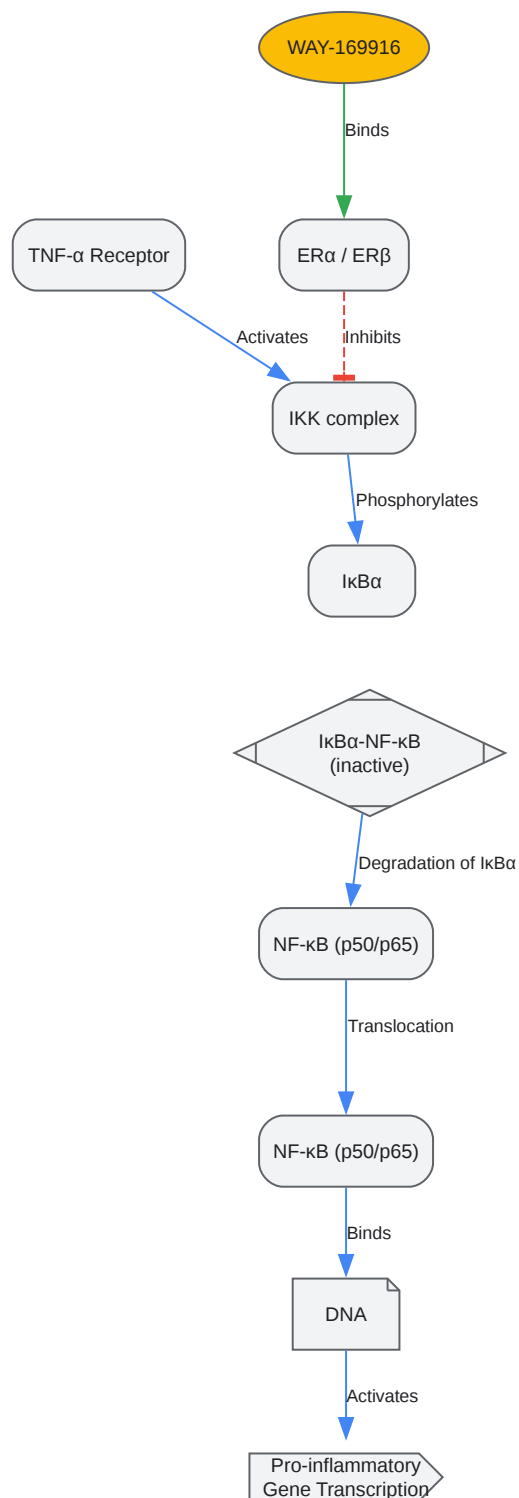 WAY-169916
Binds
TNF-α Receptor
ERα / ERβ
Activates
Inhibits
IKK complex
Phosphorylates
IκBα
IκBα-NF-κB
(inactive)
Degradation of IκBα
NF-κB (p50/p65)
Translocation
NF-κB (p50/p65)
Binds
DNA
Activates
Pro-inflammatory
Gene Transcription